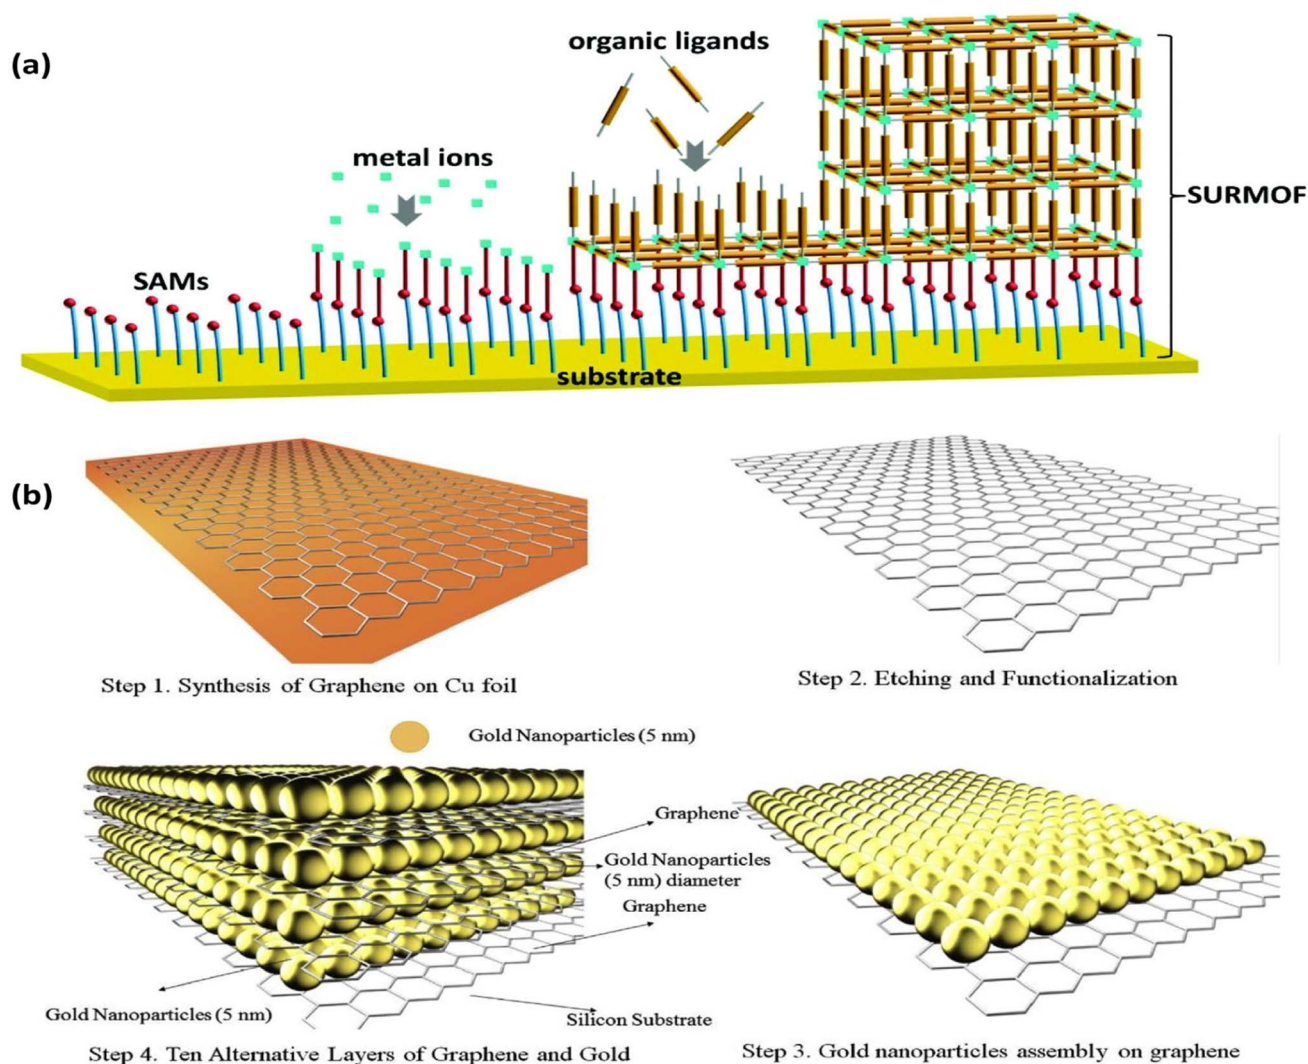 (a)
organic ligands
metal ions
SURMOF
SAMs
substrate
(b)
Step 1. Synthesis of Graphene on Cu foil
Step 2. Etching and Functionalization
Gold Nanoparticles (5 nm)
Graphene
Gold Nanoparticles
(5 nm) diameter
Graphene
Gold Nanoparticles (5 nm)
Silicon Substrate
Step 4. Ten Alternative Layers of Graphene and Gold
Step 3. Gold nanoparticles assembly on graphene